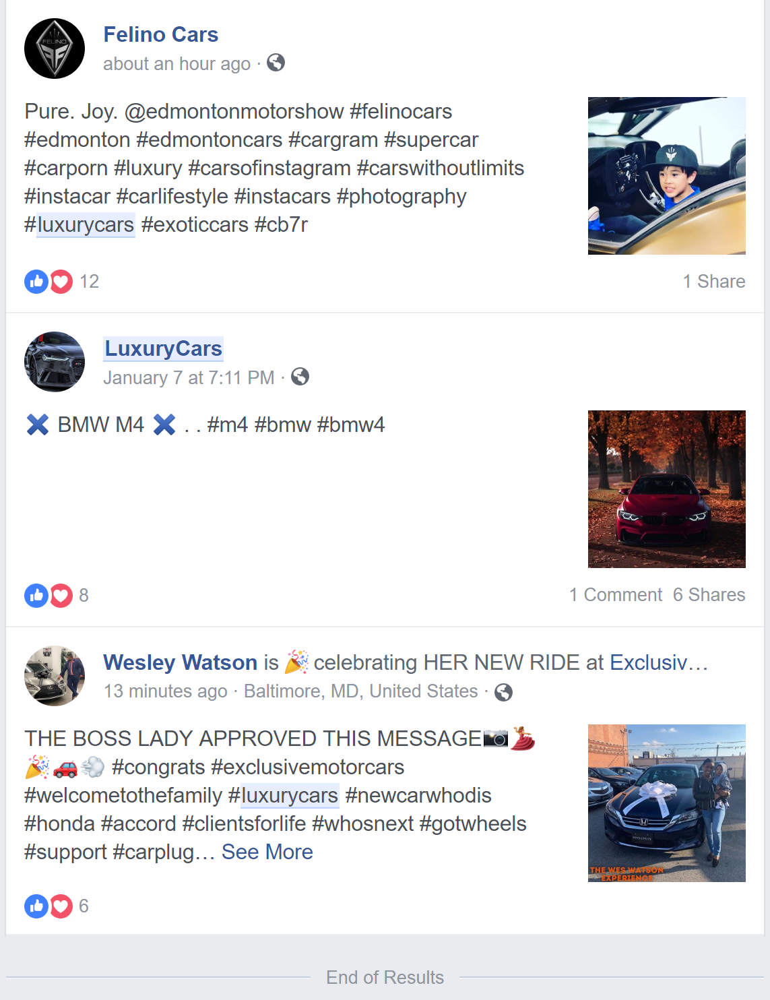 FELINO
Felino Cars
about an hour ago ·
Pure. Joy. @edmontonmotorshow #felinocars
#edmonton #edmontoncars #cargram #supercar
#carporn #luxury #carsofinstagram #carswithoutlimits
#instacar #carlifestyle #instacars #photography
#luxurycars #exoticcars #cb7r
12
1 Share
LuxuryCars
January 7 at 7:11 PM ·
✖ BMW M4 ✖ . . #m4 #bmw #bmw4
8
1 Comment 6 Shares
Wesley Watson is 🎉 celebrating HER NEW RIDE at Exclusiv...
13 minutes ago · Baltimore, MD, United States ·
THE BOSS LADY APPROVED THIS MESSAGE📷💃
🎉🚗💨 #congrats #exclusivemotorcars
#welcometothefamily #luxurycars #newcarwhodis
#honda #accord #clientsforlife #whosnext #gotwheels
#support #carplug... See More
THE WES WATSON
EXPERIENCE
6
End of Results